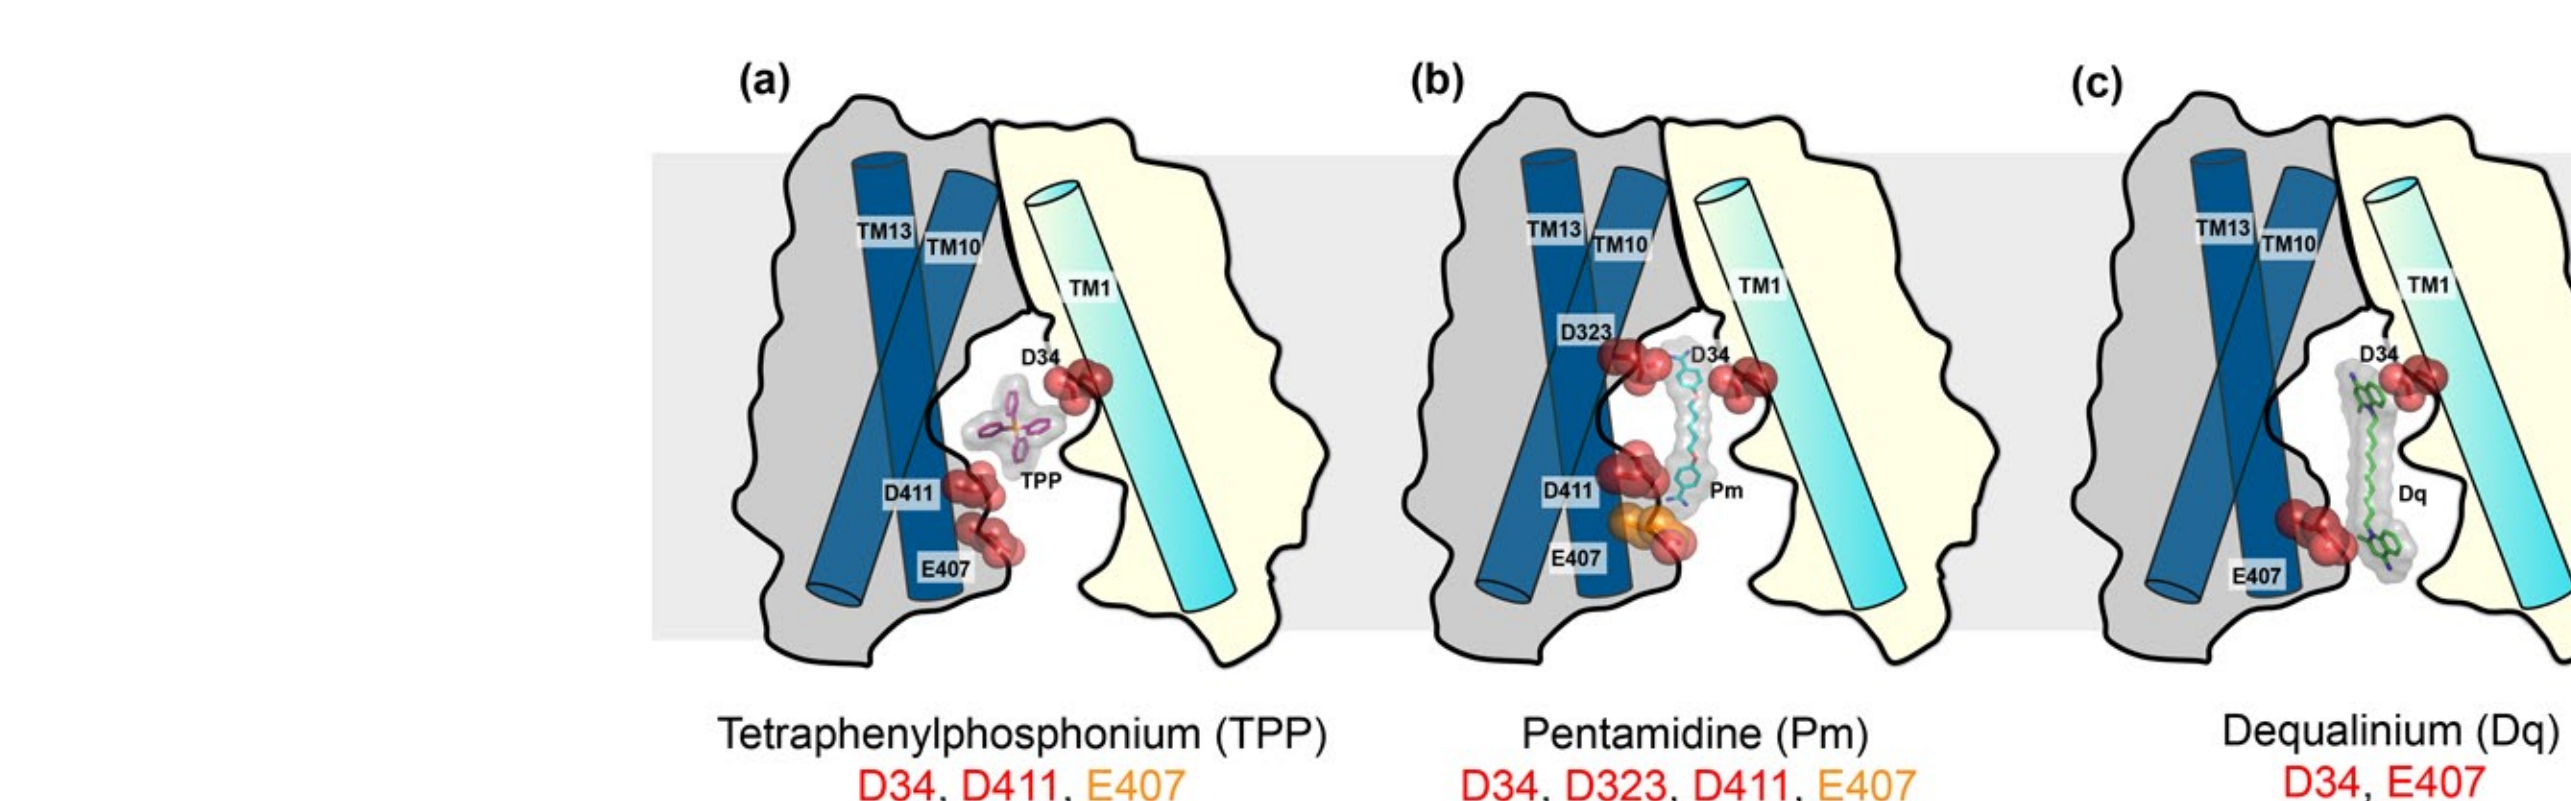 (a)
TM13
TM10
TM1
D34
TPP
D411
E407
Tetraphenylphosphonium (TPP)
D34, D411, E407
(b)
TM13
TM10
TM1
D323
D34
D411
Pm
E407
Pentamidine (Pm)
D34, D323, D411, E407
(c)
TM13
TM10
TM1
D34
Dq
E407
Dequalinium (Dq)
D34, E407